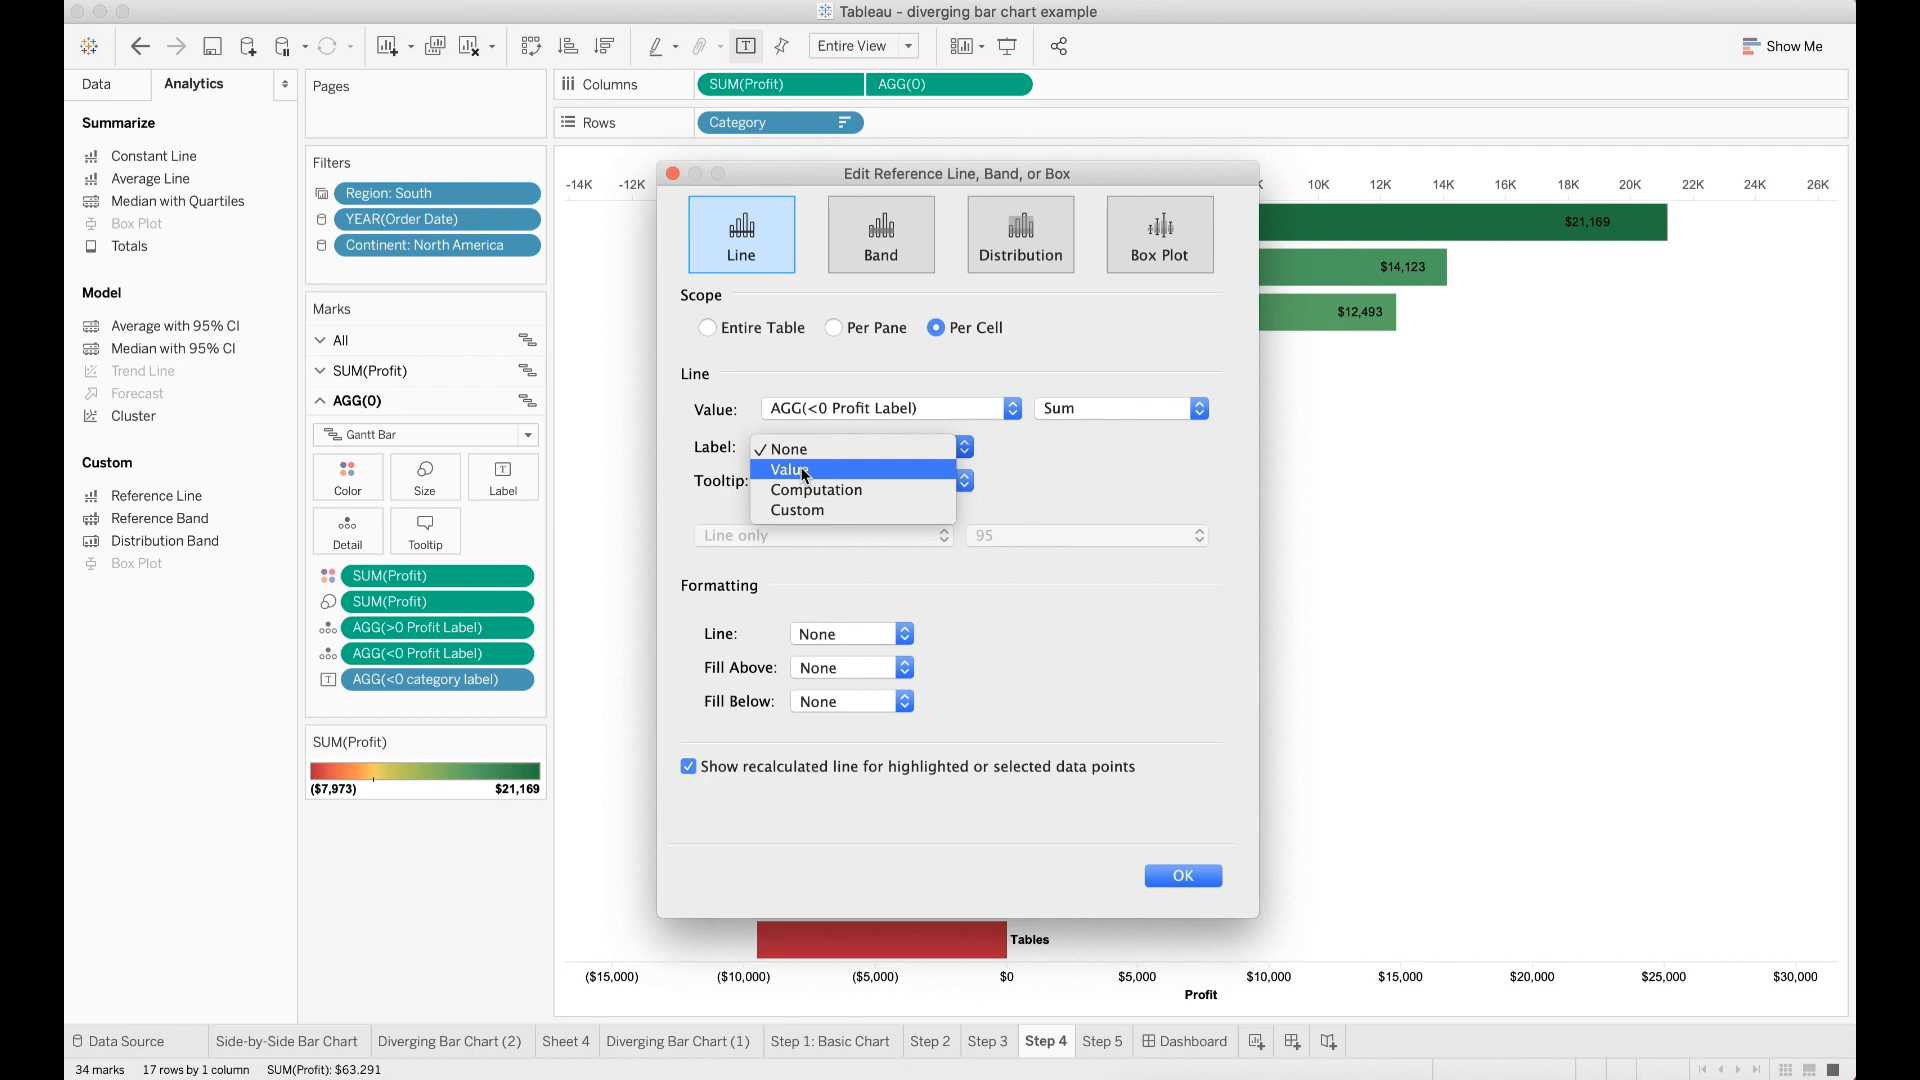 Tableau - diverging bar chart example
Entire View
Show Me
Data
Analytics
Pages
Columns
SUM(Profit)
AGG(0)
Rows
Category
Summarize
Constant Line
Average Line
Median with Quartiles
Box Plot
Totals
Model
Average with 95% CI
Median with 95% CI
Trend Line
Forecast
Cluster
Custom
Reference Line
Reference Band
Distribution Band
Box Plot
Filters
Region: South
YEAR(Order Date)
Continent: North America
Marks
All
SUM(Profit)
AGG(0)
Gantt Bar
Color
Size
Label
Detail
Tooltip
SUM(Profit)
SUM(Profit)
AGG(>0 Profit Label)
AGG(<0 Profit Label)
AGG(<0 category label)
SUM(Profit)
($7,973)
$21,169
Edit Reference Line, Band, or Box
Line
Band
Distribution
Box Plot
Scope
Entire Table
Per Pane
Per Cell
Line
Value:
AGG(<0 Profit Label)
Sum
Label:
None
Value
Computation
Custom
Tooltip:
Line only
95
Formatting
Line:
None
Fill Above:
None
Fill Below:
None
Show recalculated line for highlighted or selected data points
OK
-14K -12K
10K 12K 14K 16K 18K 20K 22K 24K 26K
$21,169
$14,123
$12,493
Tables
($15,000) ($10,000) ($5,000) $0 $5,000 $10,000 $15,000 $20,000 $25,000 $30,000
Profit
Data Source
Side-by-Side Bar Chart
Diverging Bar Chart (2)
Sheet 4
Diverging Bar Chart (1)
Step 1: Basic Chart
Step 2
Step 3
Step 4
Step 5
Dashboard
34 marks
17 rows by 1 column
SUM(Profit): $63,291